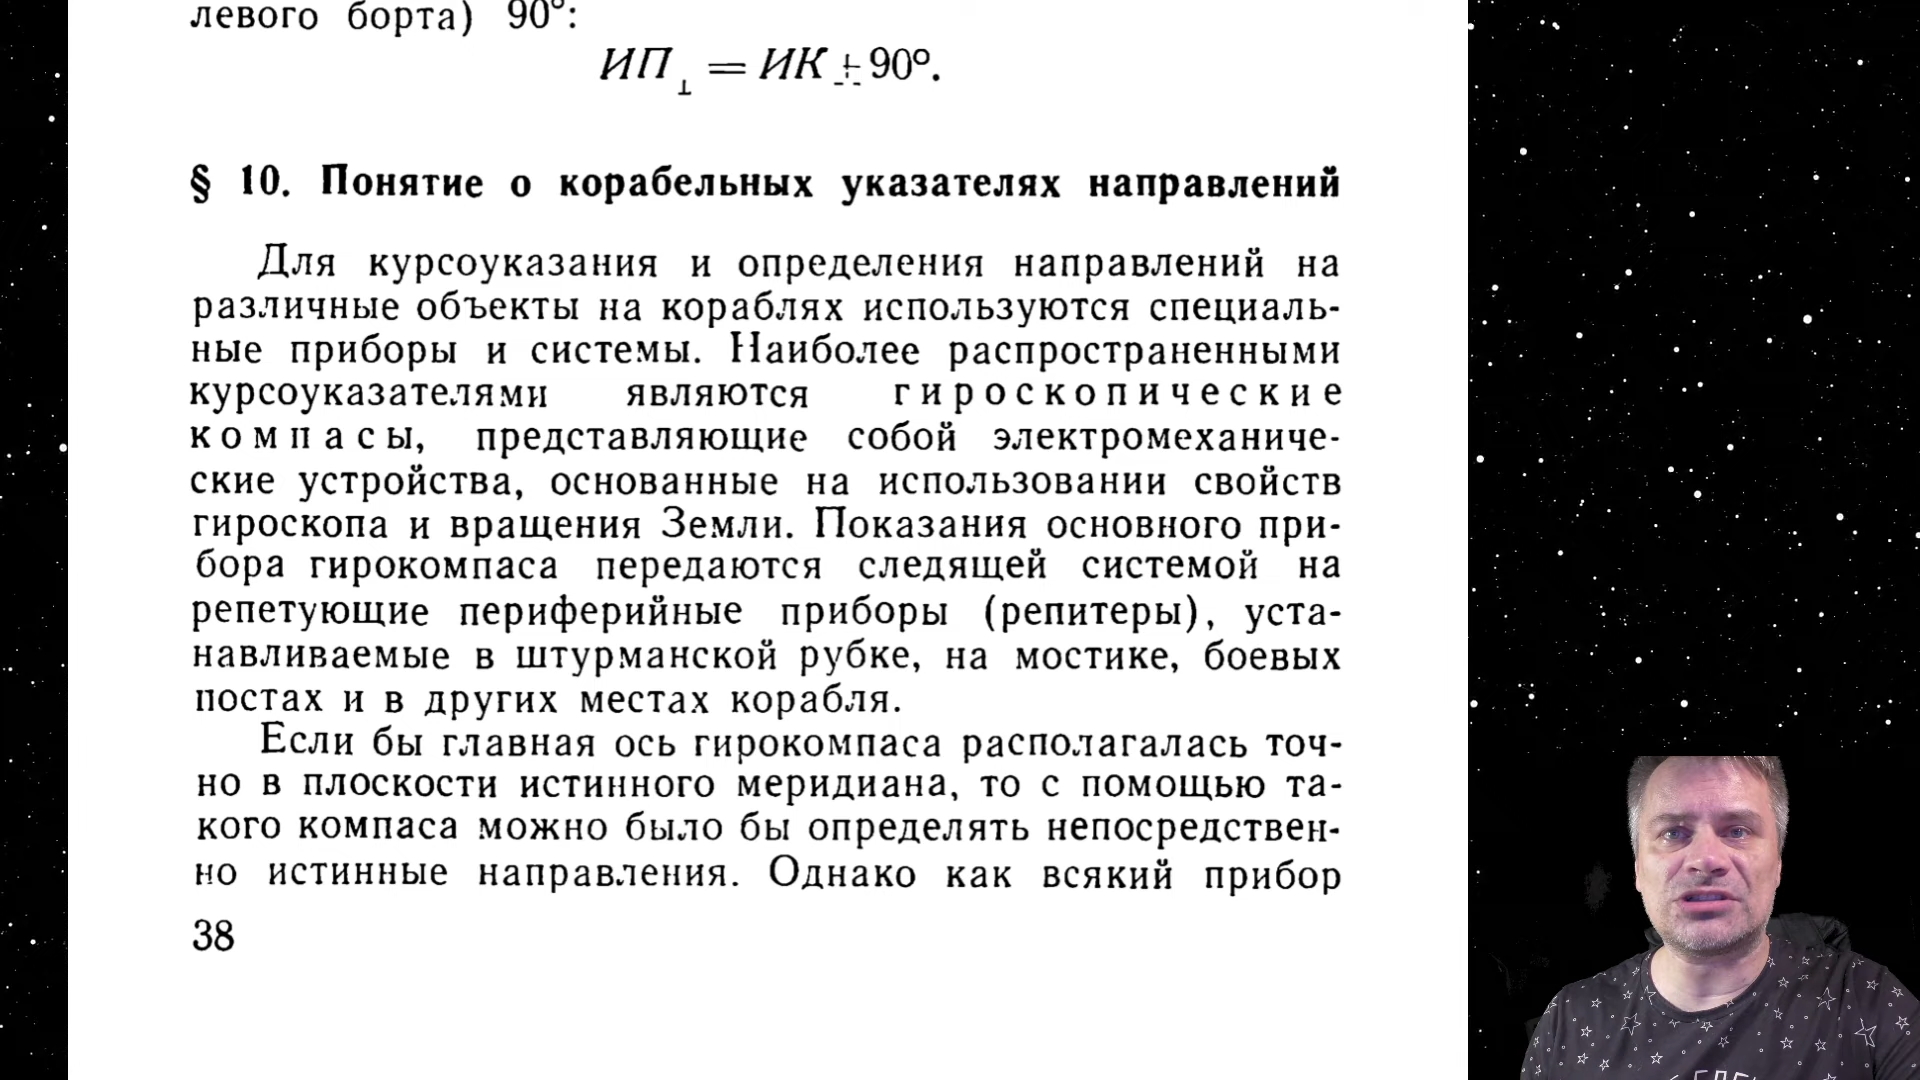 левого борта) 90°:
ИП⊥ = ИК ± 90°.
§ 10. Понятие о корабельных указателях направлений
Для курсоуказания и определения направлений на
различные объекты на кораблях используются специаль-
ные приборы и системы. Наиболее распространенными
курсоуказателями являются гироскопические
компасы, представляющие собой электромеханиче-
ские устройства, основанные на использовании свойств
гироскопа и вращения Земли. Показания основного при-
бора гирокомпаса передаются следящей системой на
репетующие периферийные приборы (репитеры), уста-
навливаемые в штурманской рубке, на мостике, боевых
постах и в других местах корабля.
Если бы главная ось гирокомпаса располагалась точ-
но в плоскости истинного меридиана, то с помощью та-
кого компаса можно было бы определять непосредствен-
но истинные направления. Однако как всякий прибор
38